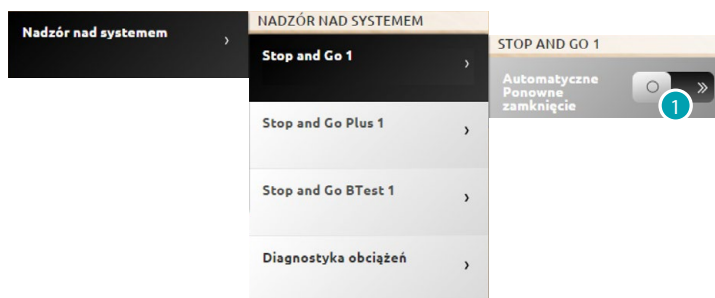 Nadzór nad systemem
NADZÓR NAD SYSTEMEM
Stop and Go 1
Stop and Go Plus 1
Stop and Go BTest 1
Diagnostyka obciążeń
STOP AND GO 1
Automatyczne
Ponowne
zamknięcie
1